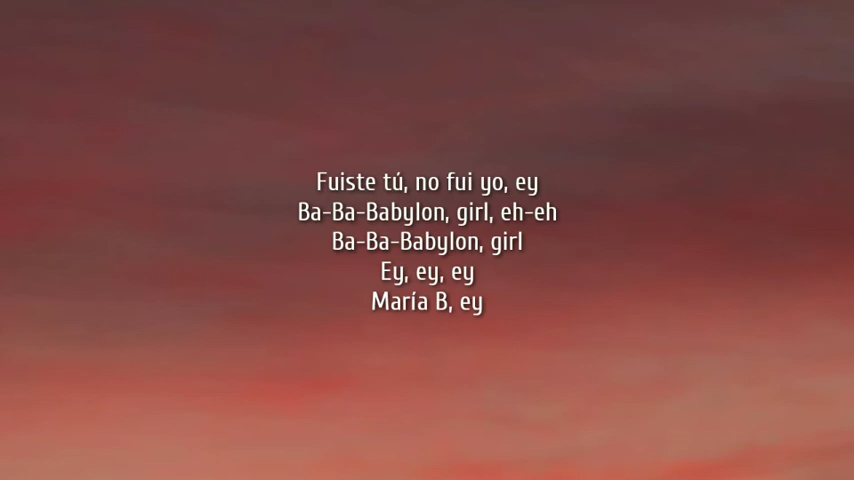 Fuiste tú, no fui yo, ey
Ba-Ba-Babylon, girl, eh-eh
Ba-Ba-Babylon, girl
Ey, ey, ey
María B, ey